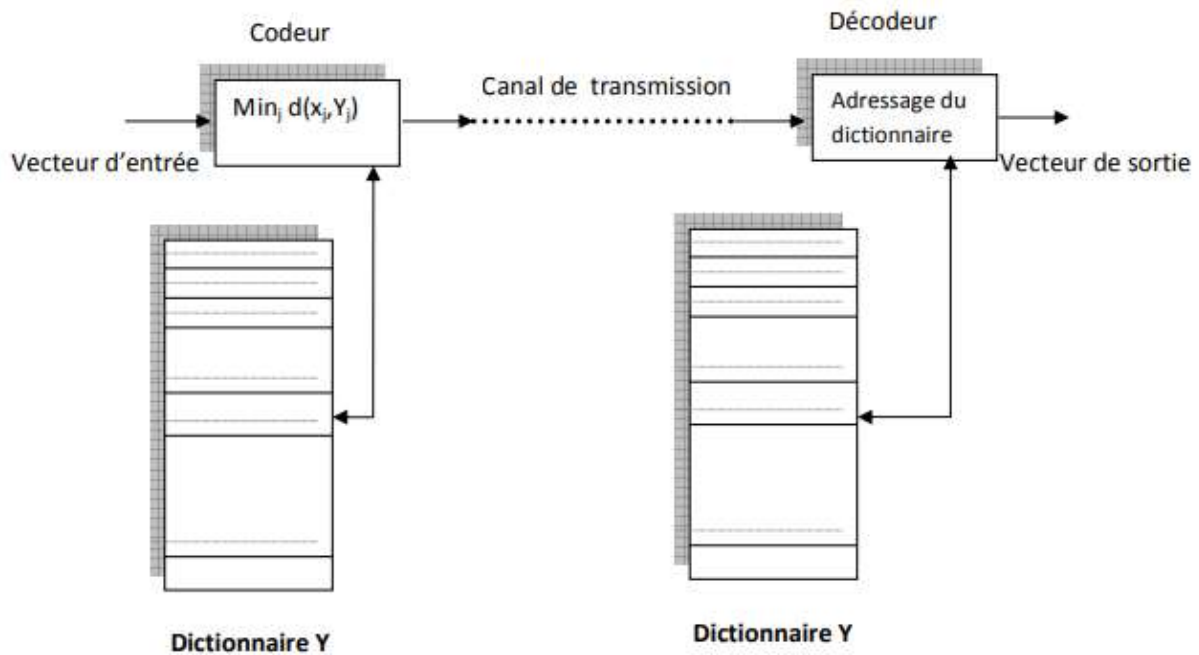 Codeur
Décodeur
Minj d(xj,Yj)
Canal de transmission
Adressage du
dictionnaire
Vecteur d'entrée
Vecteur de sortie
Dictionnaire Y
Dictionnaire Y